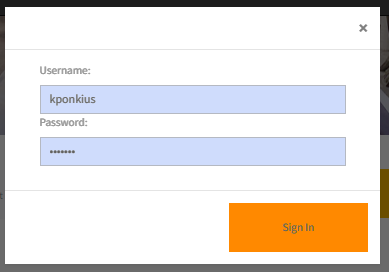 ×
Username:
kponkius
Password:
•••••••
Sign In